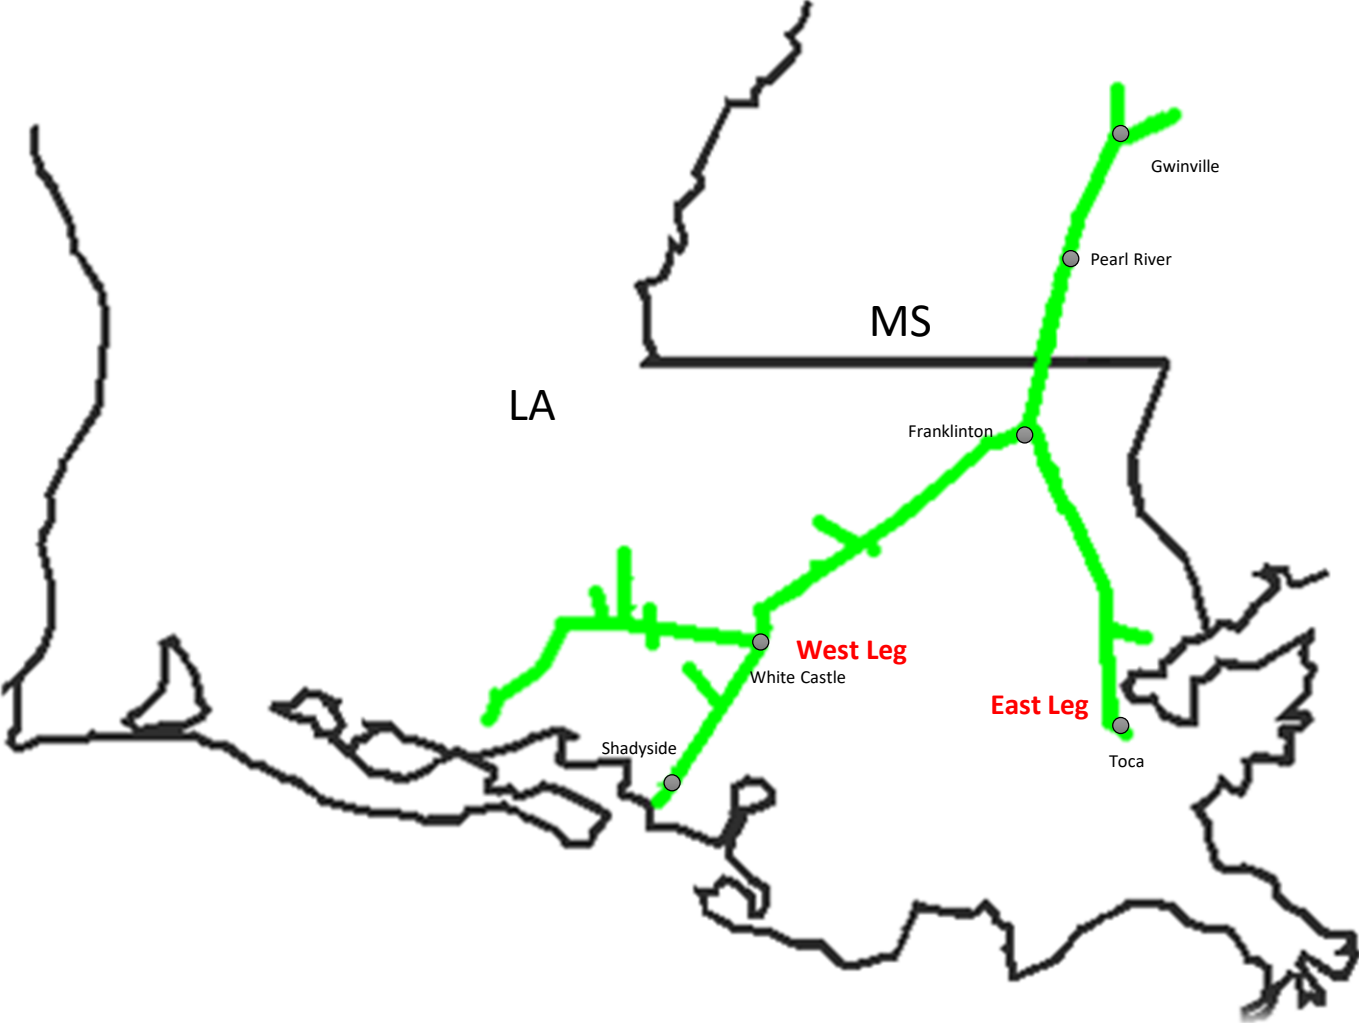 Gwinville
Pearl River
MS
LA
Franklinton
West Leg
White Castle
East Leg
Shadyside
Toca